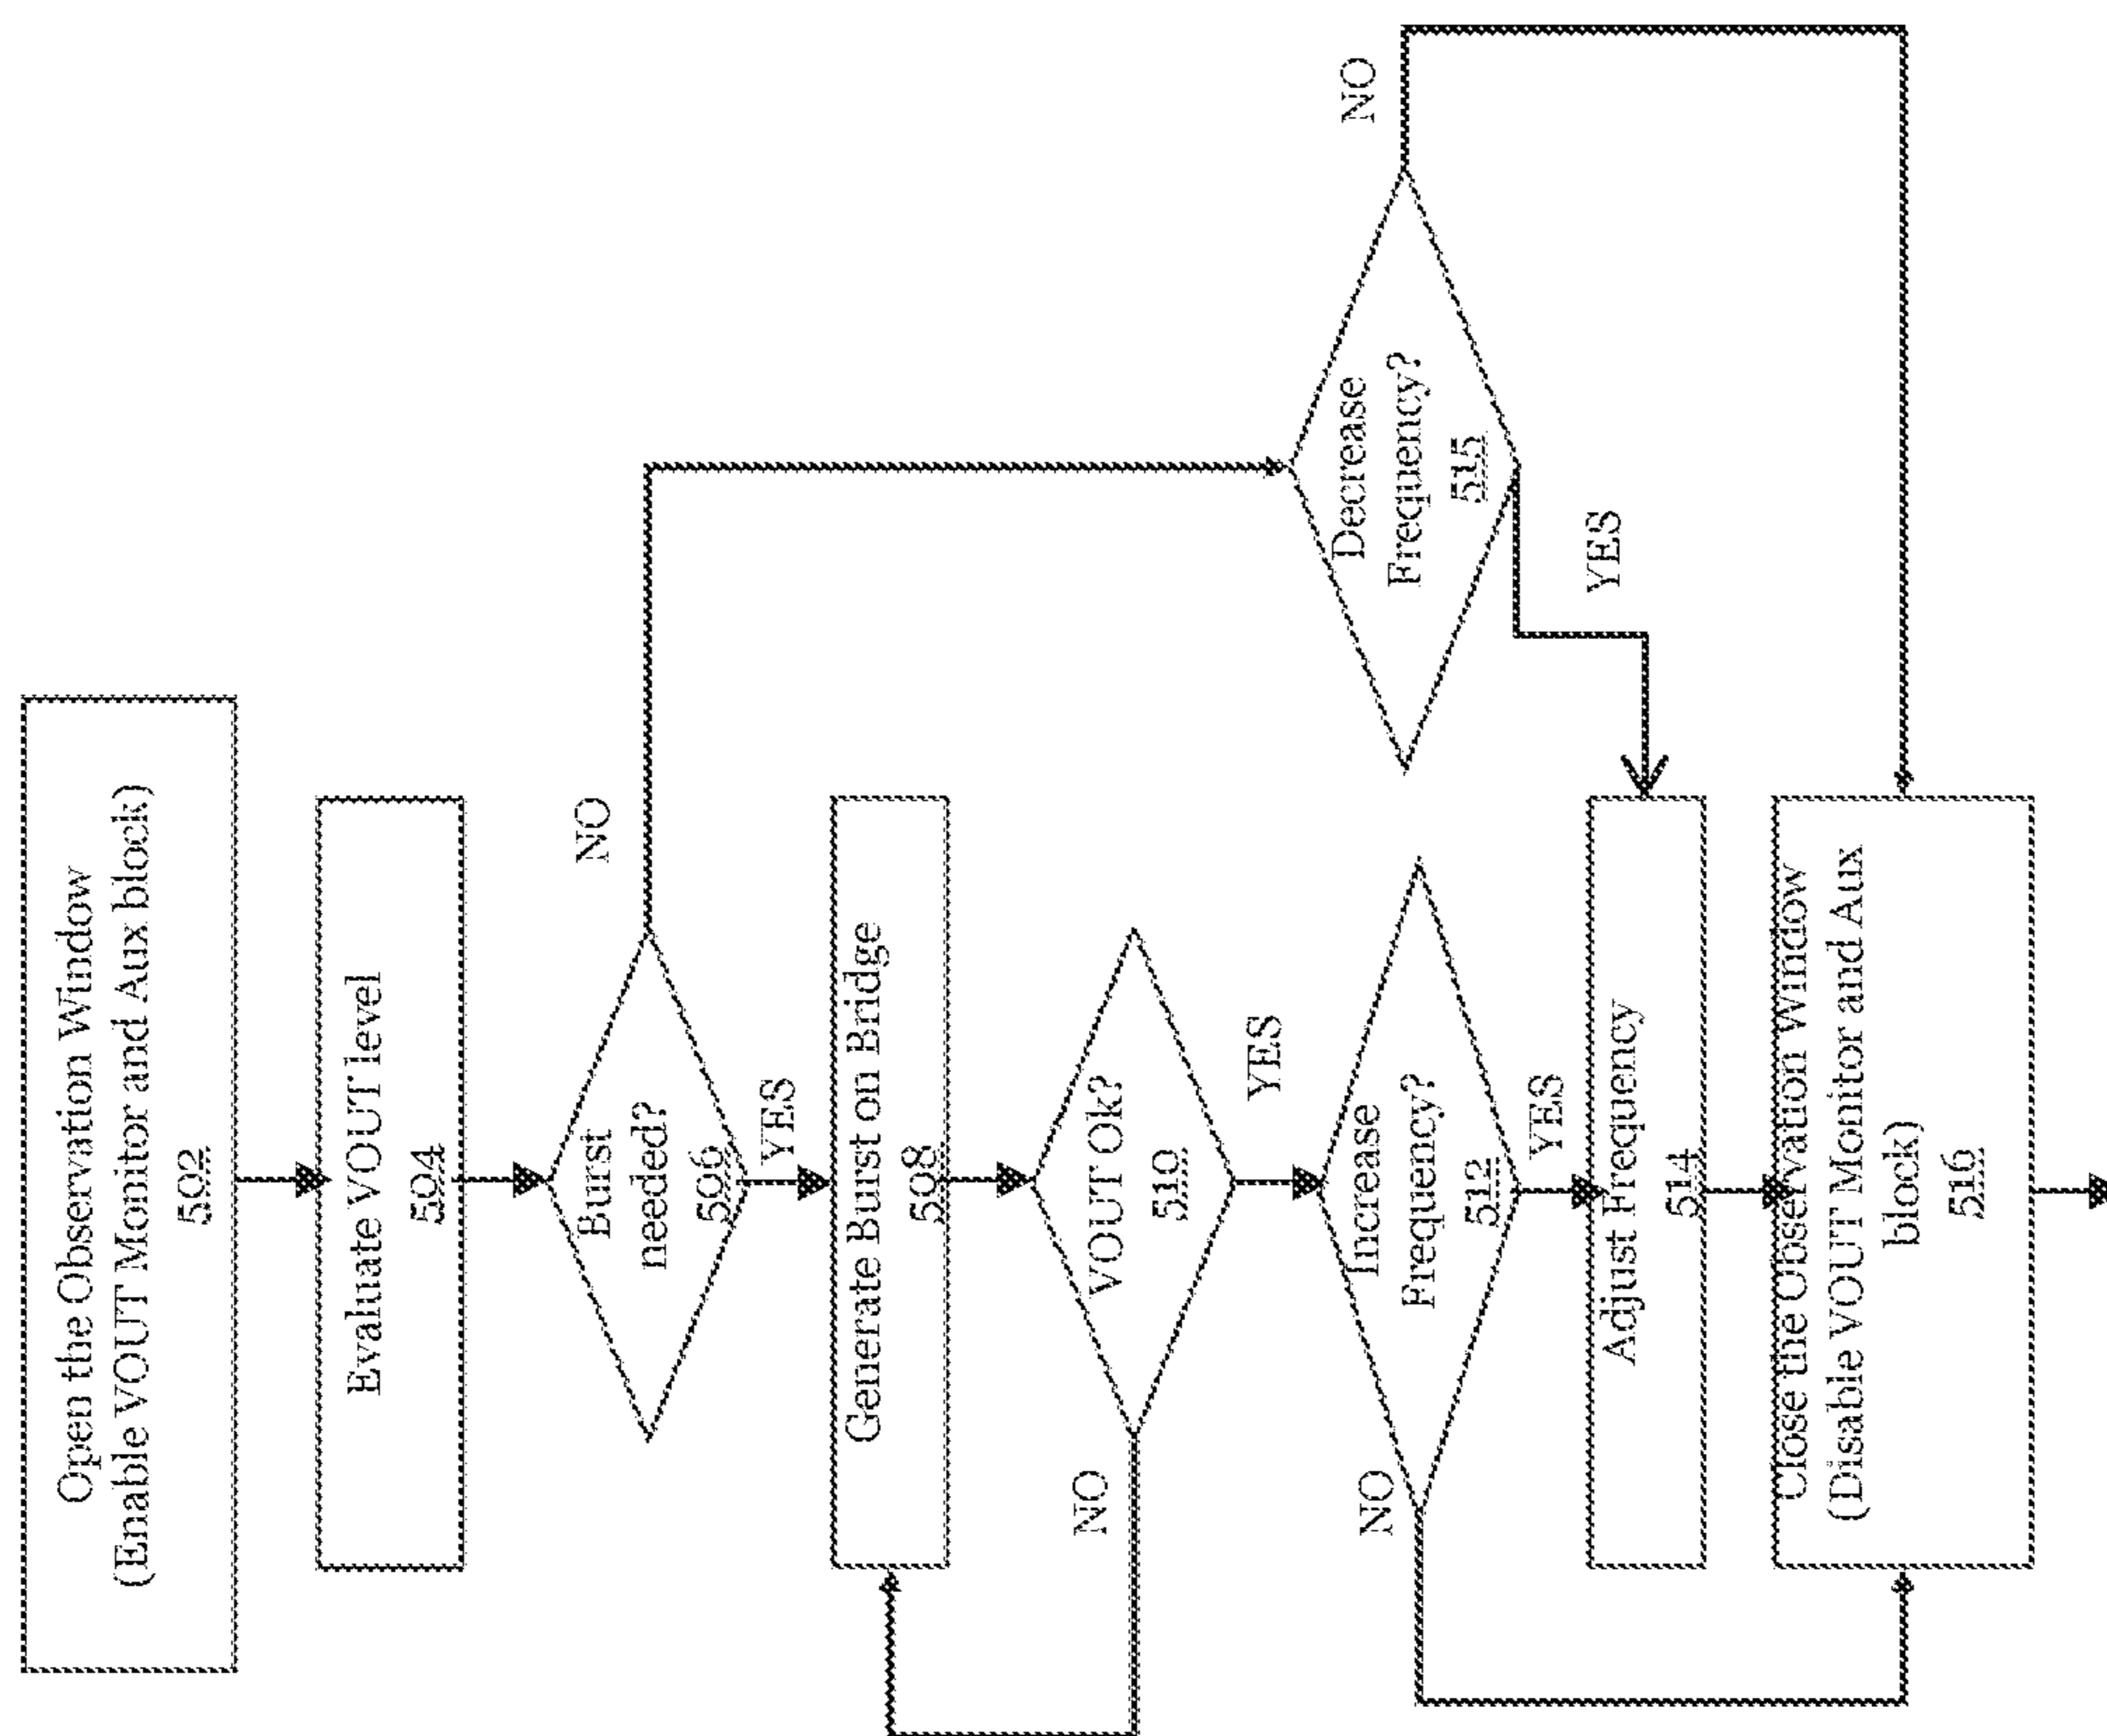 Open the Observation Window
(Enable VOUT Monitor and Aux block)
502
Evaluate VOUT level
504
Burst
needed?
506
NO
YES
Generate Burst on Bridge
508
VOUT Ok?
510
NO
YES
Increase
Frequency?
512
NO
YES
Decrease
Frequency?
515
NO
YES
Adjust Frequency
514
Close the Observation Window
(Disable VOUT Monitor and Aux
block)
516